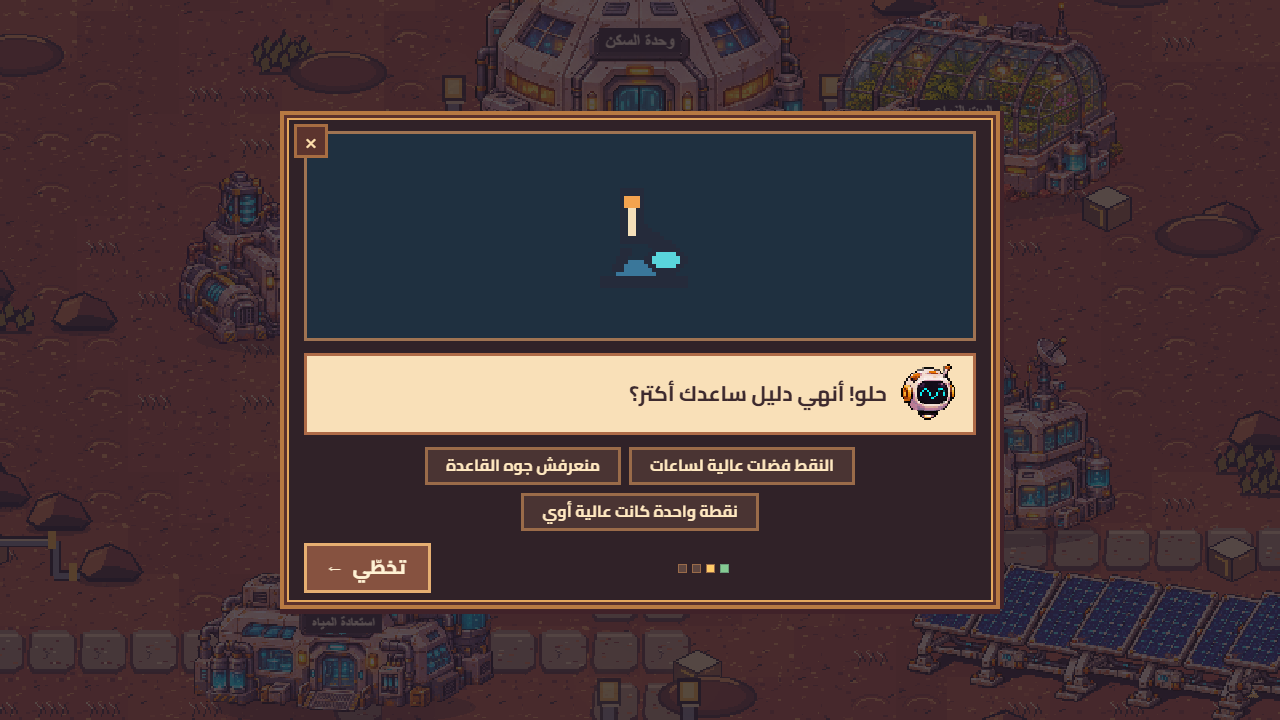 وحدة السكن
×
حلو! أنهي دليل ساعدك أكتر؟
النقط فضلت عالية لساعات
منعرفش جوه القاعدة
نقطة واحدة كانت عالية أوي
تخطّي ←
استعادة المياه